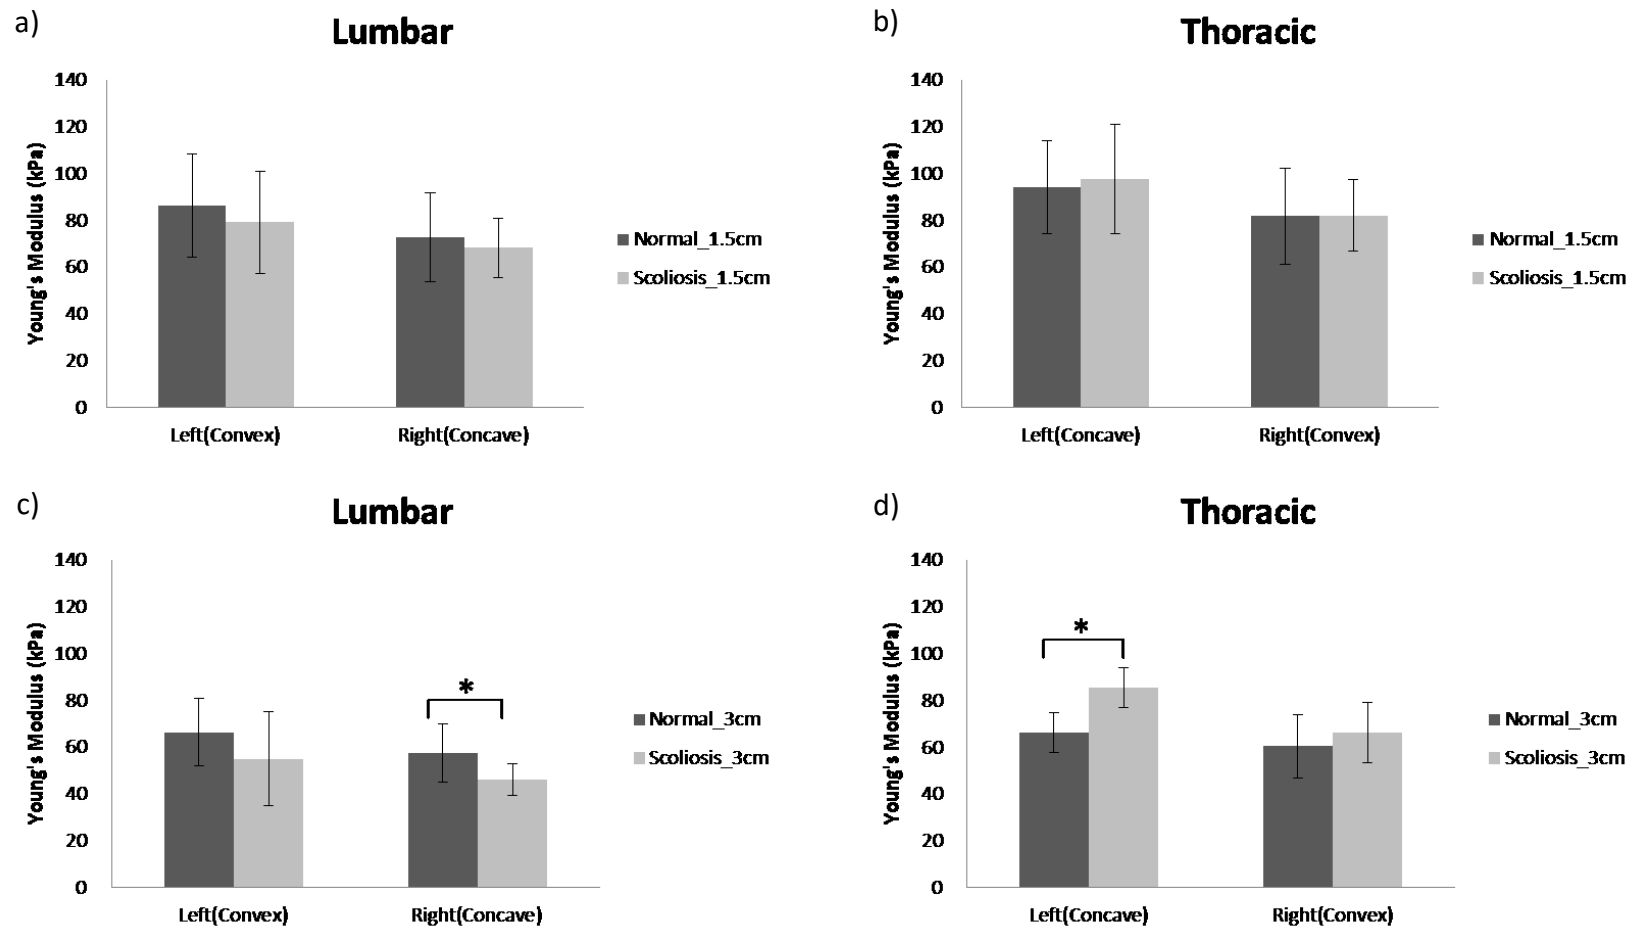 a)
Lumbar
140
120
100
80
60
40
20
0
Young's Modulus (kPa)
Left(Convex)
Right(Concave)
Normal_1.5cm
Scoliosis_1.5cm
b)
Thoracic
140
120
100
80
60
40
20
0
Young's Modulus (kPa)
Left(Concave)
Right(Convex)
Normal_1.5cm
Scoliosis_1.5cm
c)
Lumbar
140
120
100
80
60
40
20
0
Young's Modulus (kPa)
*
Left(Convex)
Right(Concave)
Normal_3cm
Scoliosis_3cm
d)
Thoracic
140
120
100
80
60
40
20
0
Young's Modulus (kPa)
*
Left(Concave)
Right(Convex)
Normal_3cm
Scoliosis_3cm